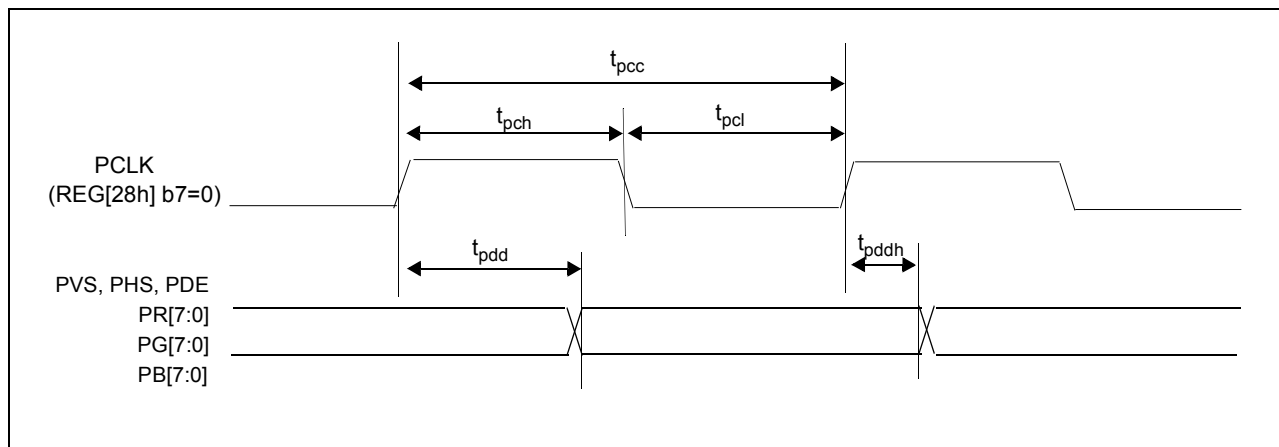 tpcc
tpch
tpcl
PCLK
(REG[28h] b7=0)
tpdd
tpddh
PVS, PHS, PDE
PR[7:0]
PG[7:0]
PB[7:0]